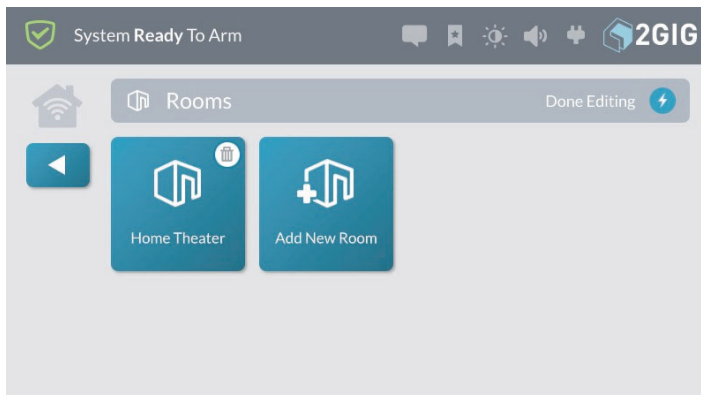 System Ready To Arm
2GIG
Rooms
Done Editing
Home Theater
Add New Room